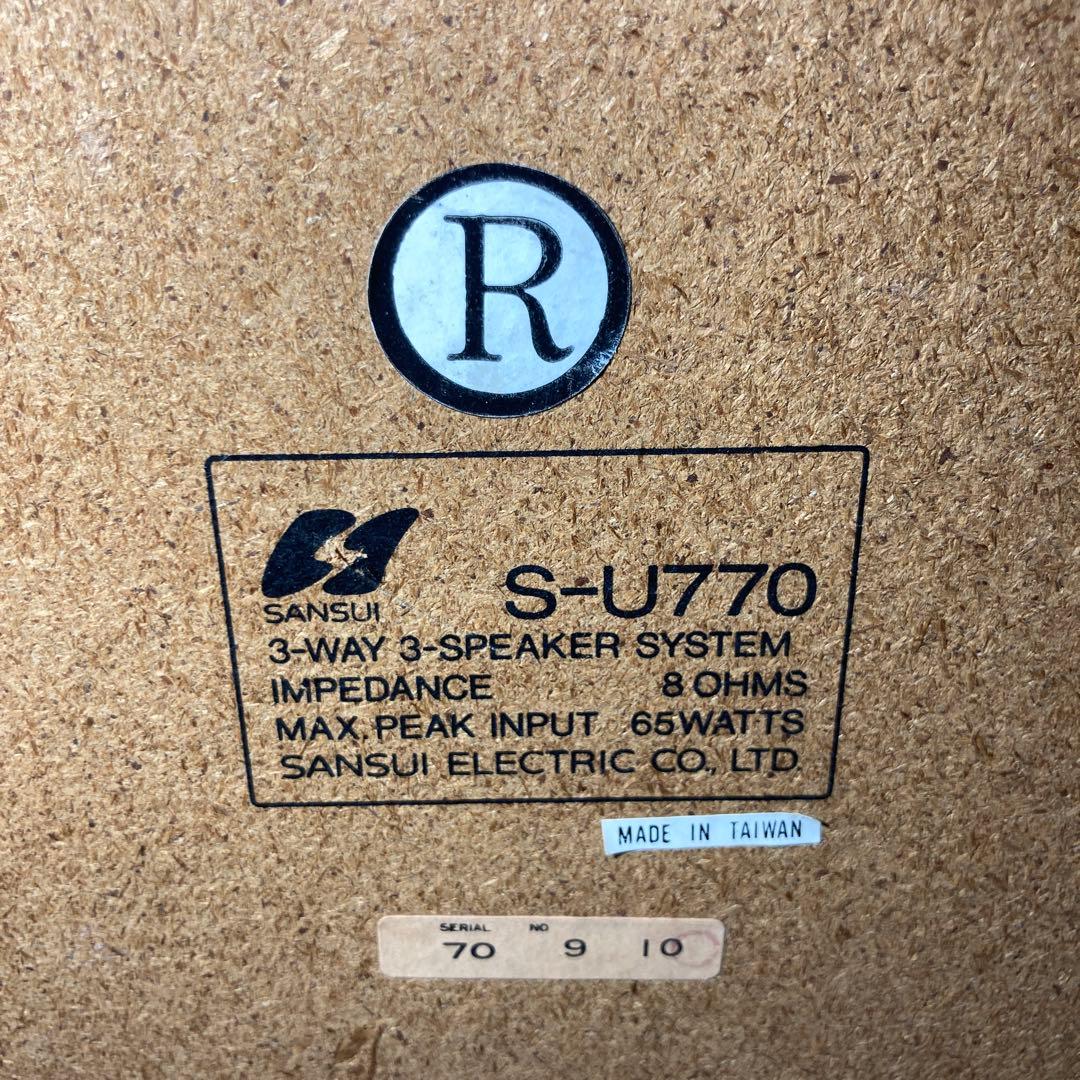 R
SANSUI
S-U770
3-WAY 3-SPEAKER SYSTEM
IMPEDANCE 8 OHMS
MAX. PEAK INPUT 65WATTS
SANSUI ELECTRIC CO., LTD.
MADE IN TAIWAN
SERIAL NO
70 9 10